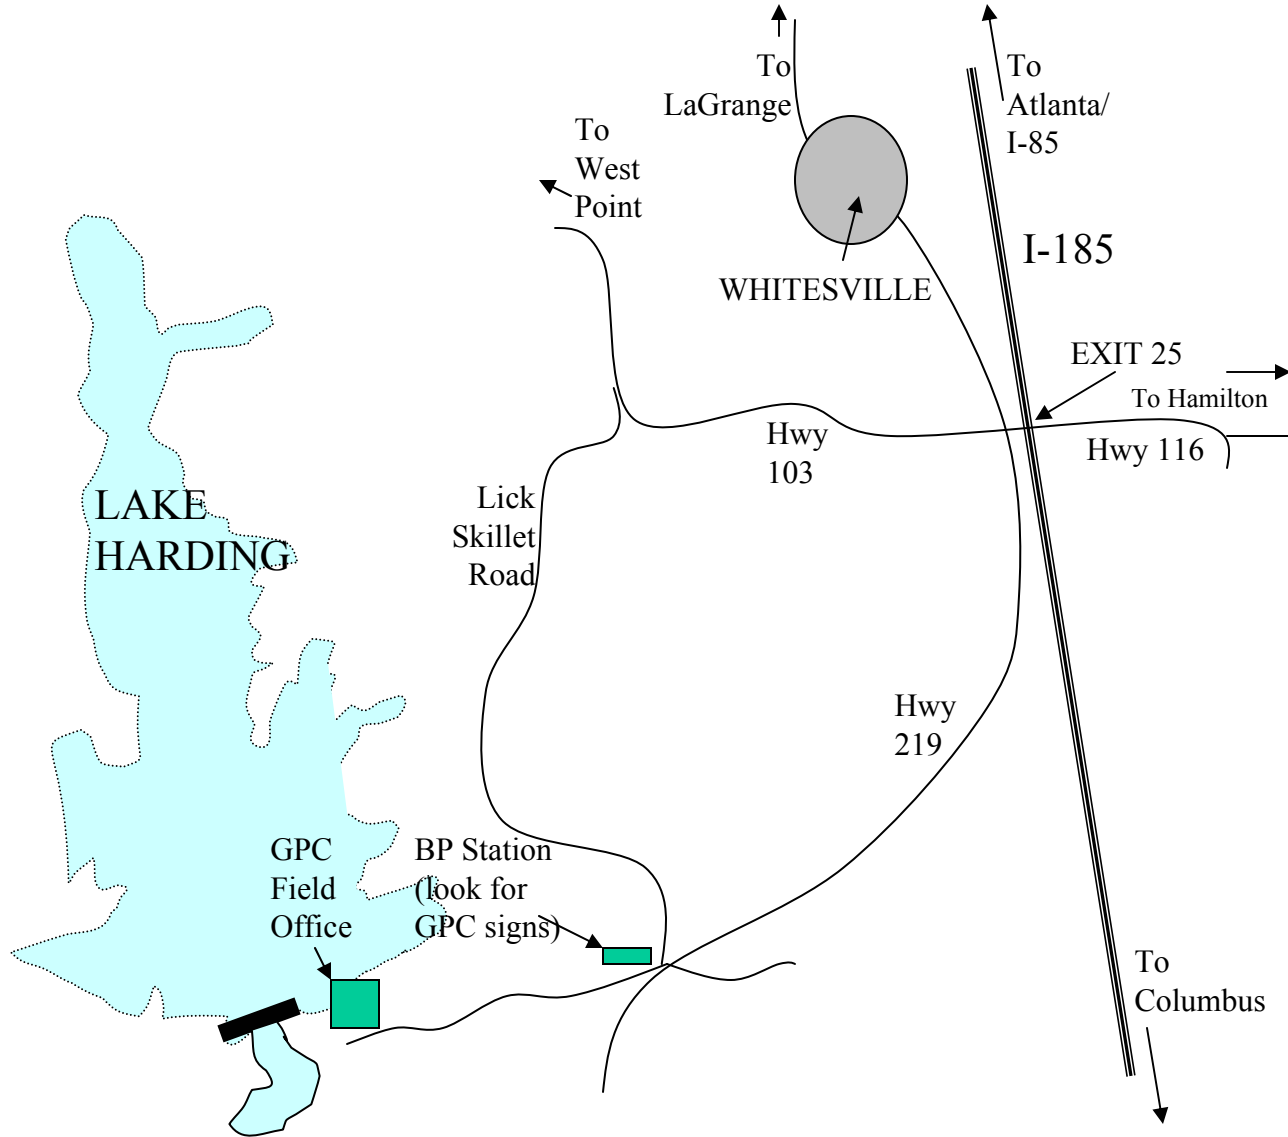 To
LaGrange
To
Atlanta/
I-85
To
West
Point
I-185
WHITESVILLE
EXIT 25
To Hamilton
Hwy
103
Hwy 116
LAKE
HARDING
Lick
Skillet
Road
Hwy
219
GPC
Field
Office
BP Station
(look for
GPC signs)
To
Columbus